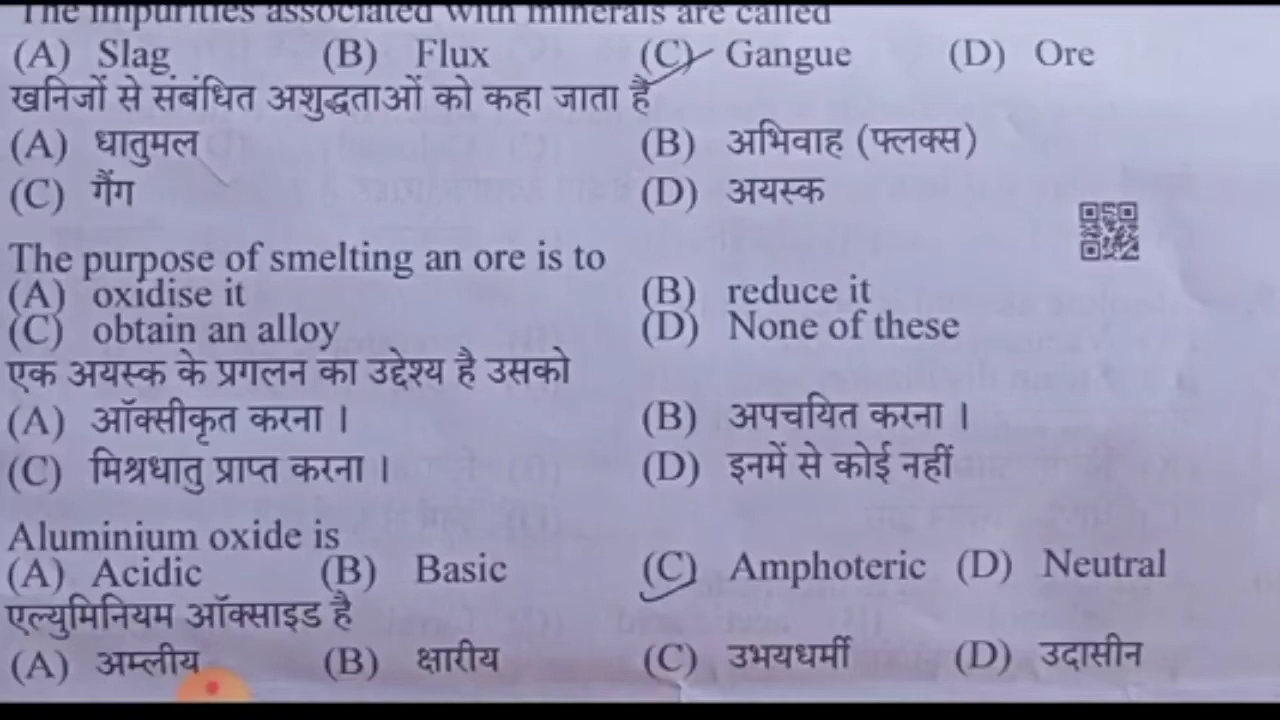 The impurities associated with minerals are called
(A) Slag (B) Flux (C) Gangue (D) Ore
खनिजों से संबंधित अशुद्धताओं को कहा जाता है
(A) धातुमल (B) अभिवाह (फ्लक्स)
(C) गैंग (D) अयस्क
The purpose of smelting an ore is to
(A) oxidise it (B) reduce it
(C) obtain an alloy (D) None of these
एक अयस्क के प्रगलन का उद्देश्य है उसको
(A) ऑक्सीकृत करना । (B) अपचयित करना ।
(C) मिश्रधातु प्राप्त करना । (D) इनमें से कोई नहीं
Aluminium oxide is
(A) Acidic (B) Basic (C) Amphoteric (D) Neutral
एल्युमिनियम ऑक्साइड है
(A) अम्लीय (B) क्षारीय (C) उभयधर्मी (D) उदासीन